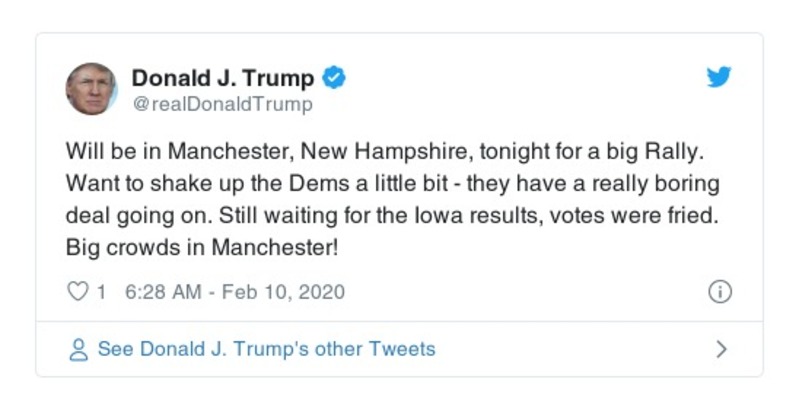 Donald J. Trump
@realDonaldTrump
Will be in Manchester, New Hampshire, tonight for a big Rally.
Want to shake up the Dems a little bit - they have a really boring
deal going on. Still waiting for the Iowa results, votes were fried.
Big crowds in Manchester!
1 6:28 AM - Feb 10, 2020
See Donald J. Trump's other Tweets